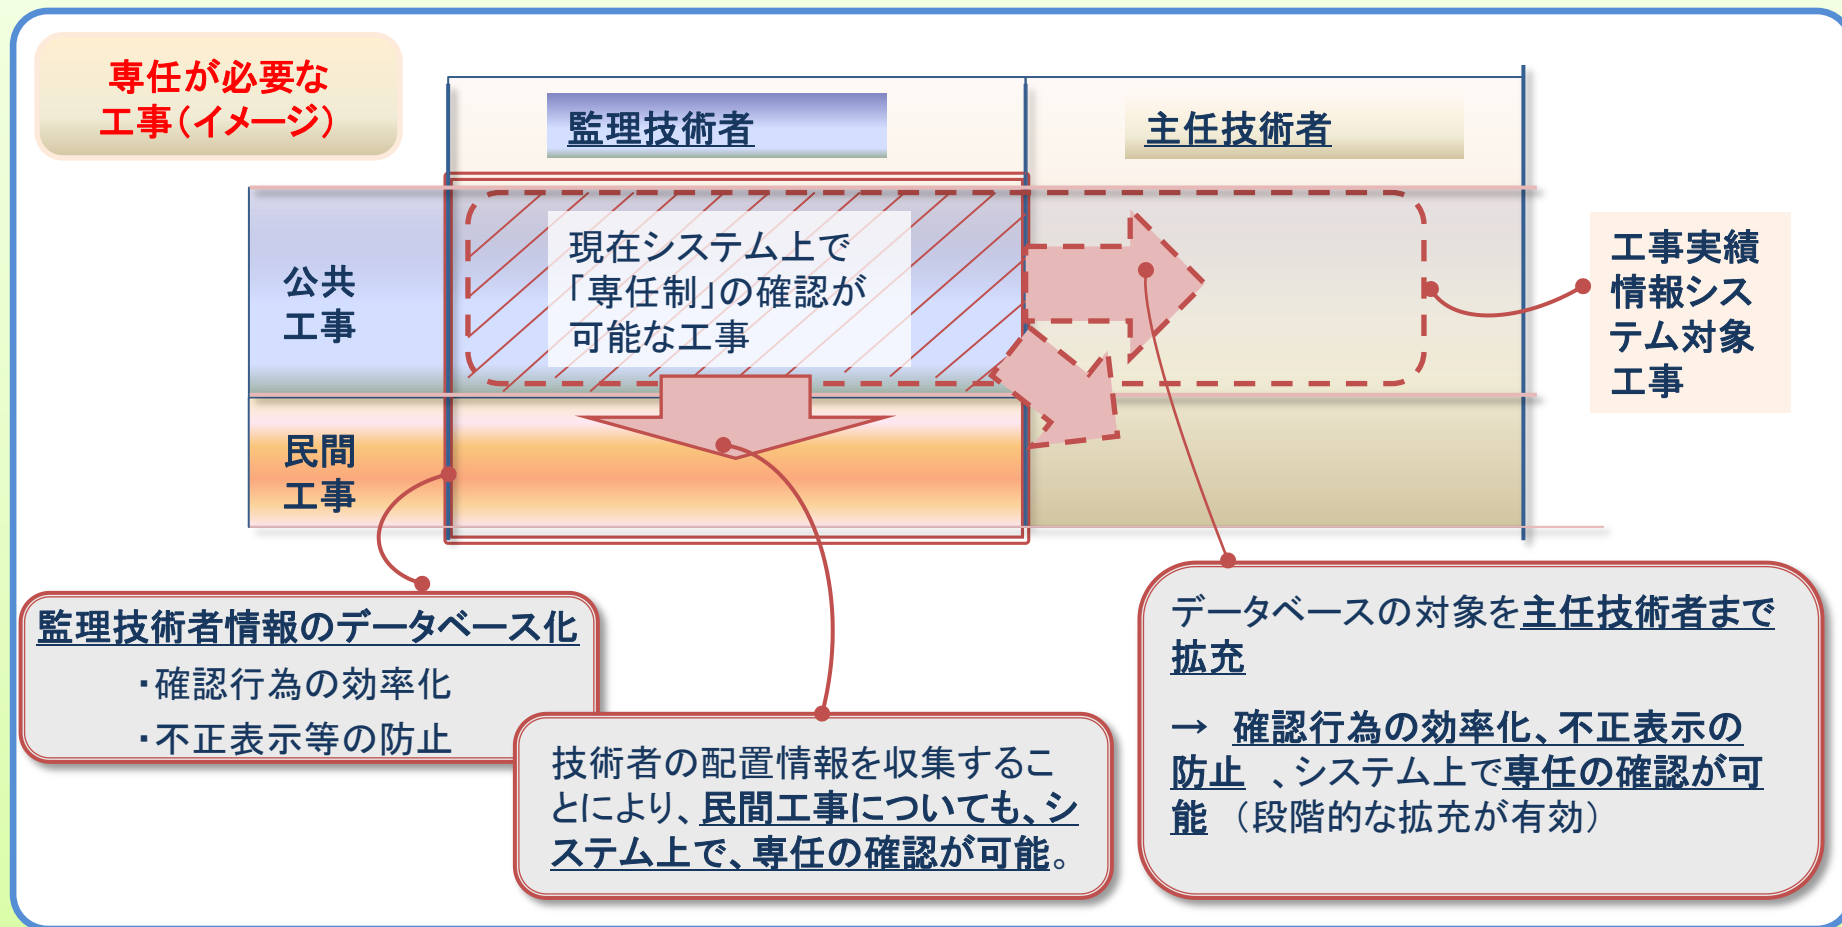 専任が必要な
工事（イメージ）
監理技術者
主任技術者
公共
工事
現在システム上で
「専任制」の確認が
可能な工事
工事実績
情報シス
テム対象
工事
民間
工事
監理技術者情報のデータベース化
・確認行為の効率化
・不正表示等の防止
技術者の配置情報を収集するこ
とにより、民間工事についても、シ
ステム上で、専任の確認が可能。
データベースの対象を主任技術者まで
拡充
→ 確認行為の効率化、不正表示の
防止 、システム上で専任の確認が可
能 （段階的な拡充が有効）